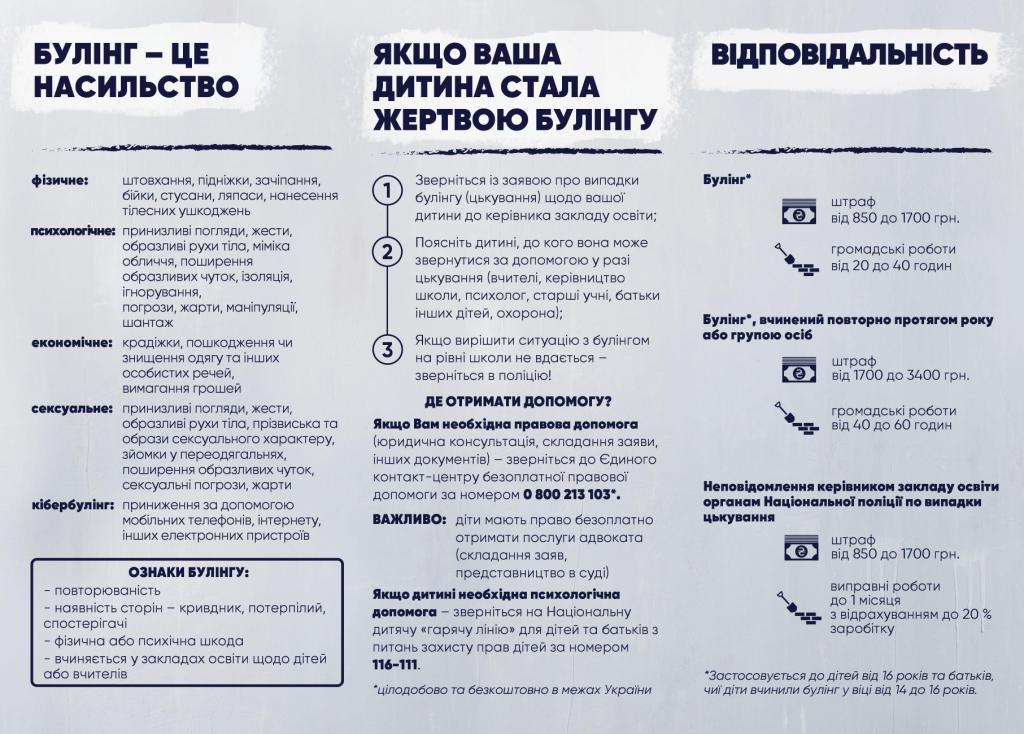 БУЛІНГ – ЦЕ
НАСИЛЬСТВО
фізичне: штовхання, підніжки, зачіпання,
бійки, стусани, ляпаси, нанесення
тілесних ушкоджень
психологічне: принизливі погляди, жести,
образливі рухи тіла, міміка
обличчя, поширення
образливих чуток, ізоляція,
ігнорування,
погрози, жарти, маніпуляції,
шантаж
економічне: крадіжки, пошкодження чи
знищення одягу та інших
особистих речей,
вимагання грошей
сексуальне: принизливі погляди, жести,
образливі рухи тіла, прізвиська та
образи сексуального характеру,
зйомки у переодягальнях,
поширення образливих чуток,
сексуальні погрози, жарти
кібербулінг: приниження за допомогою
мобільних телефонів, інтернету,
інших електронних пристроїв
ОЗНАКИ БУЛІНГУ:
- повторюваність
- наявність сторін – кривдник, потерпілий,
спостерігачі
- фізична або психічна шкода
- вчиняється у закладах освіти щодо дітей
або вчителів
ЯКЩО ВАША
ДИТИНА СТАЛА
ЖЕРТВОЮ БУЛІНГУ
1 Зверніться із заявою про випадки
булінгу (цькування) щодо вашої
дитини до керівника закладу освіти;
2 Поясніть дитині, до кого вона може
звернутися за допомогою у разі
цькування (вчителі, керівництво
школи, психолог, старші учні, батьки
інших дітей, охорона);
3 Якщо вирішити ситуацію з булінгом
на рівні школи не вдається –
зверніться в поліцію!
ДЕ ОТРИМАТИ ДОПОМОГУ?
Якщо Вам необхідна правова допомога
(юридична консультація, складання заяви,
інших документів) – зверніться до Єдиного
контакт-центру безоплатної правової
допомоги за номером 0 800 213 103*.
ВАЖЛИВО: діти мають право безоплатно
отримати послуги адвоката
(складання заяв,
представництво в суді)
Якщо дитині необхідна психологічна
допомога – зверніться на Національну
дитячу «гарячу лінію» для дітей та батьків з
питань захисту прав дітей за номером
116-111.
*цілодобово та безкоштовно в межах України
ВІДПОВІДАЛЬНІСТЬ
Булінг*
штраф
від 850 до 1700 грн.
громадські роботи
від 20 до 40 годин
Булінг*, вчинений повторно протягом року
або групою осіб
штраф
від 1700 до 3400 грн.
громадські роботи
від 40 до 60 годин
Неповідомлення керівником закладу освіти
органам Національної поліції по випадки
цькування
штраф
від 850 до 1700 грн.
виправні роботи
до 1 місяця
з відрахуванням до 20 %
заробітку
*Застосовується до дітей від 16 років та батьків,
чиї діти вчинили булінг у віці від 14 до 16 років.